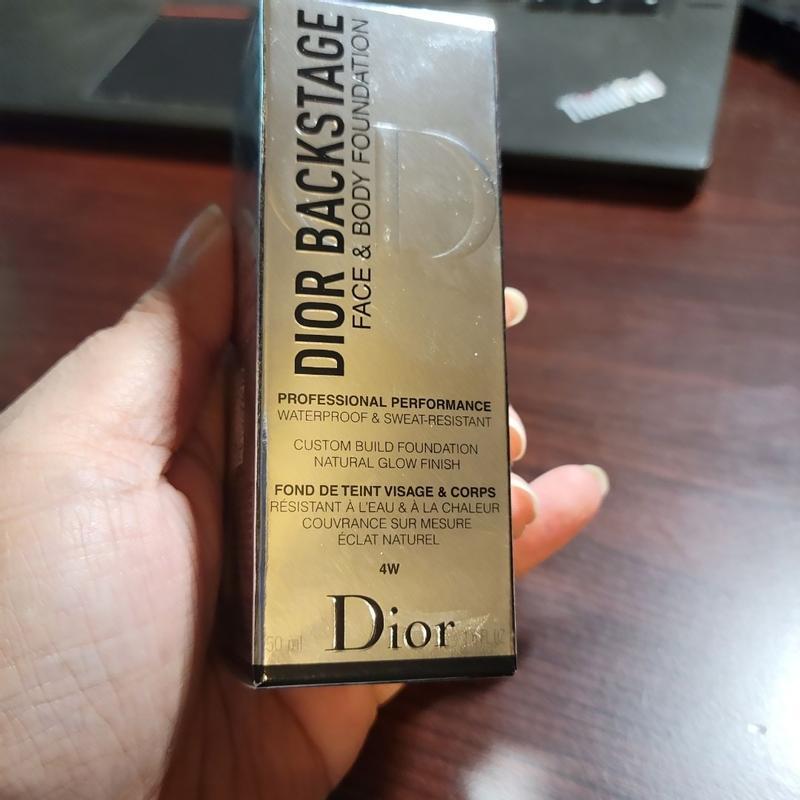 DIOR BACKSTAGE
FACE & BODY FOUNDATION
PROFESSIONAL PERFORMANCE
WATERPROOF & SWEAT-RESISTANT
CUSTOM BUILD FOUNDATION
NATURAL GLOW FINISH
FOND DE TEINT VISAGE & CORPS
RÉSISTANT À L'EAU & À LA CHALEUR
COUVRANCE SUR MESURE
ÉCLAT NATUREL
4W
Dior
50 ml